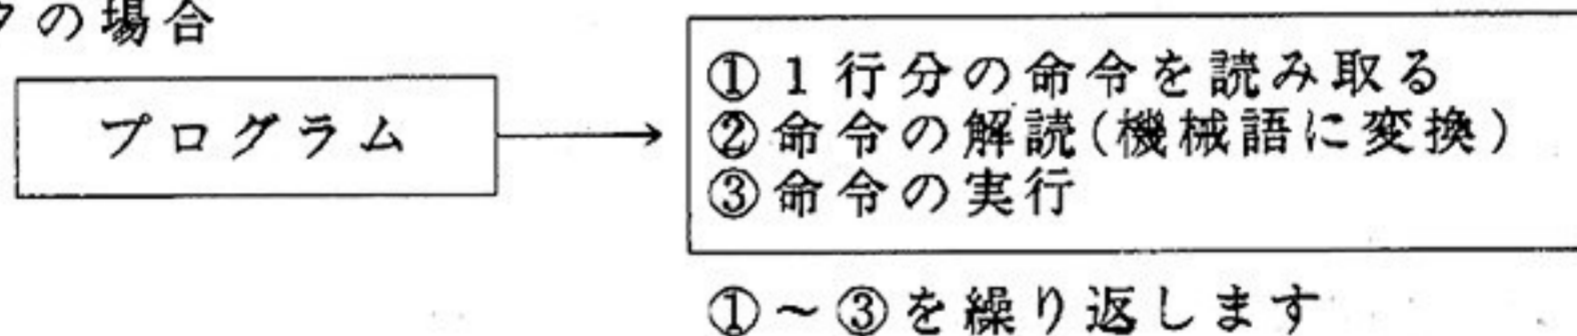 クの場合
プログラム
①1行分の命令を読み取る
②命令の解読(機械語に変換)
③命令の実行
①~③を繰り返します